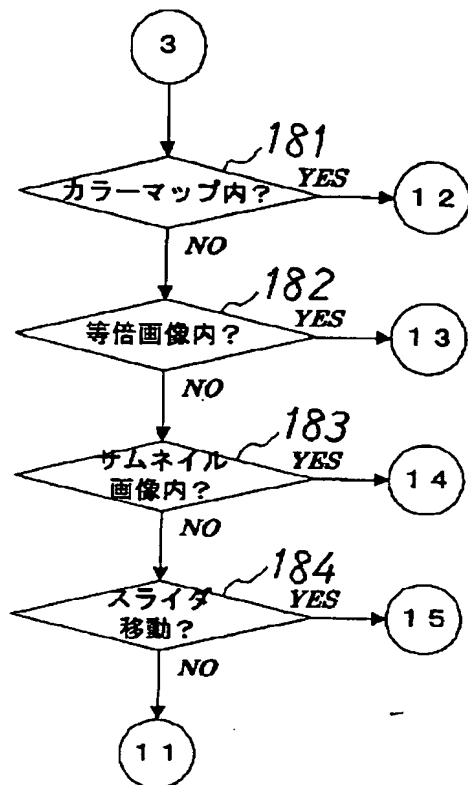 3
181
カラーマップ内?
YES
12
NO
182
等倍画像内?
YES
13
NO
183
サムネイル
画像内?
YES
14
NO
184
スライダ
移動?
YES
15
NO
11